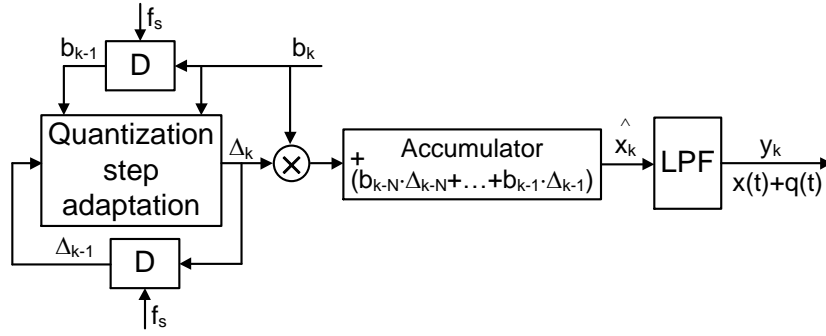 fₛ
bₖ₋₁
D
bₖ
Quantization
step
adaptation
Δₖ
×
+
Accumulator
(bₖ₋N·Δₖ₋N+…+bₖ₋₁·Δₖ₋₁)
^
xₖ
LPF
yₖ
x(t)+q(t)
Δₖ₋₁
D
fₛ